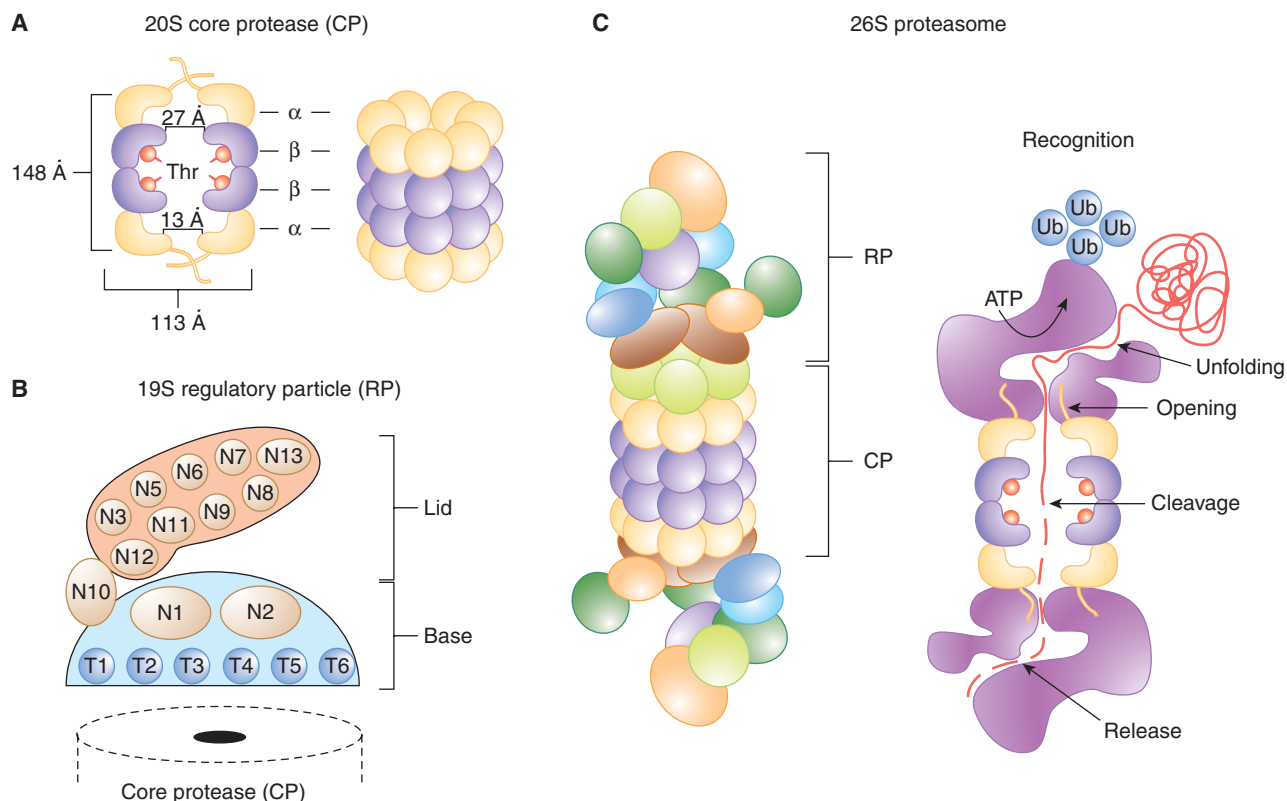 A
20S core protease (CP)
148 Å
27 Å
Thr
13 Å
113 Å
— α —
— β —
— β —
— α —
B
19S regulatory particle (RP)
N3
N5
N6
N7
N13
N12
N11
N9
N8
N10
N1
N2
T1
T2
T3
T4
T5
T6
Lid
Base
Core protease (CP)
C
26S proteasome
RP
CP
Recognition
Ub
Ub
Ub
Ub
ATP
Unfolding
Opening
Cleavage
Release